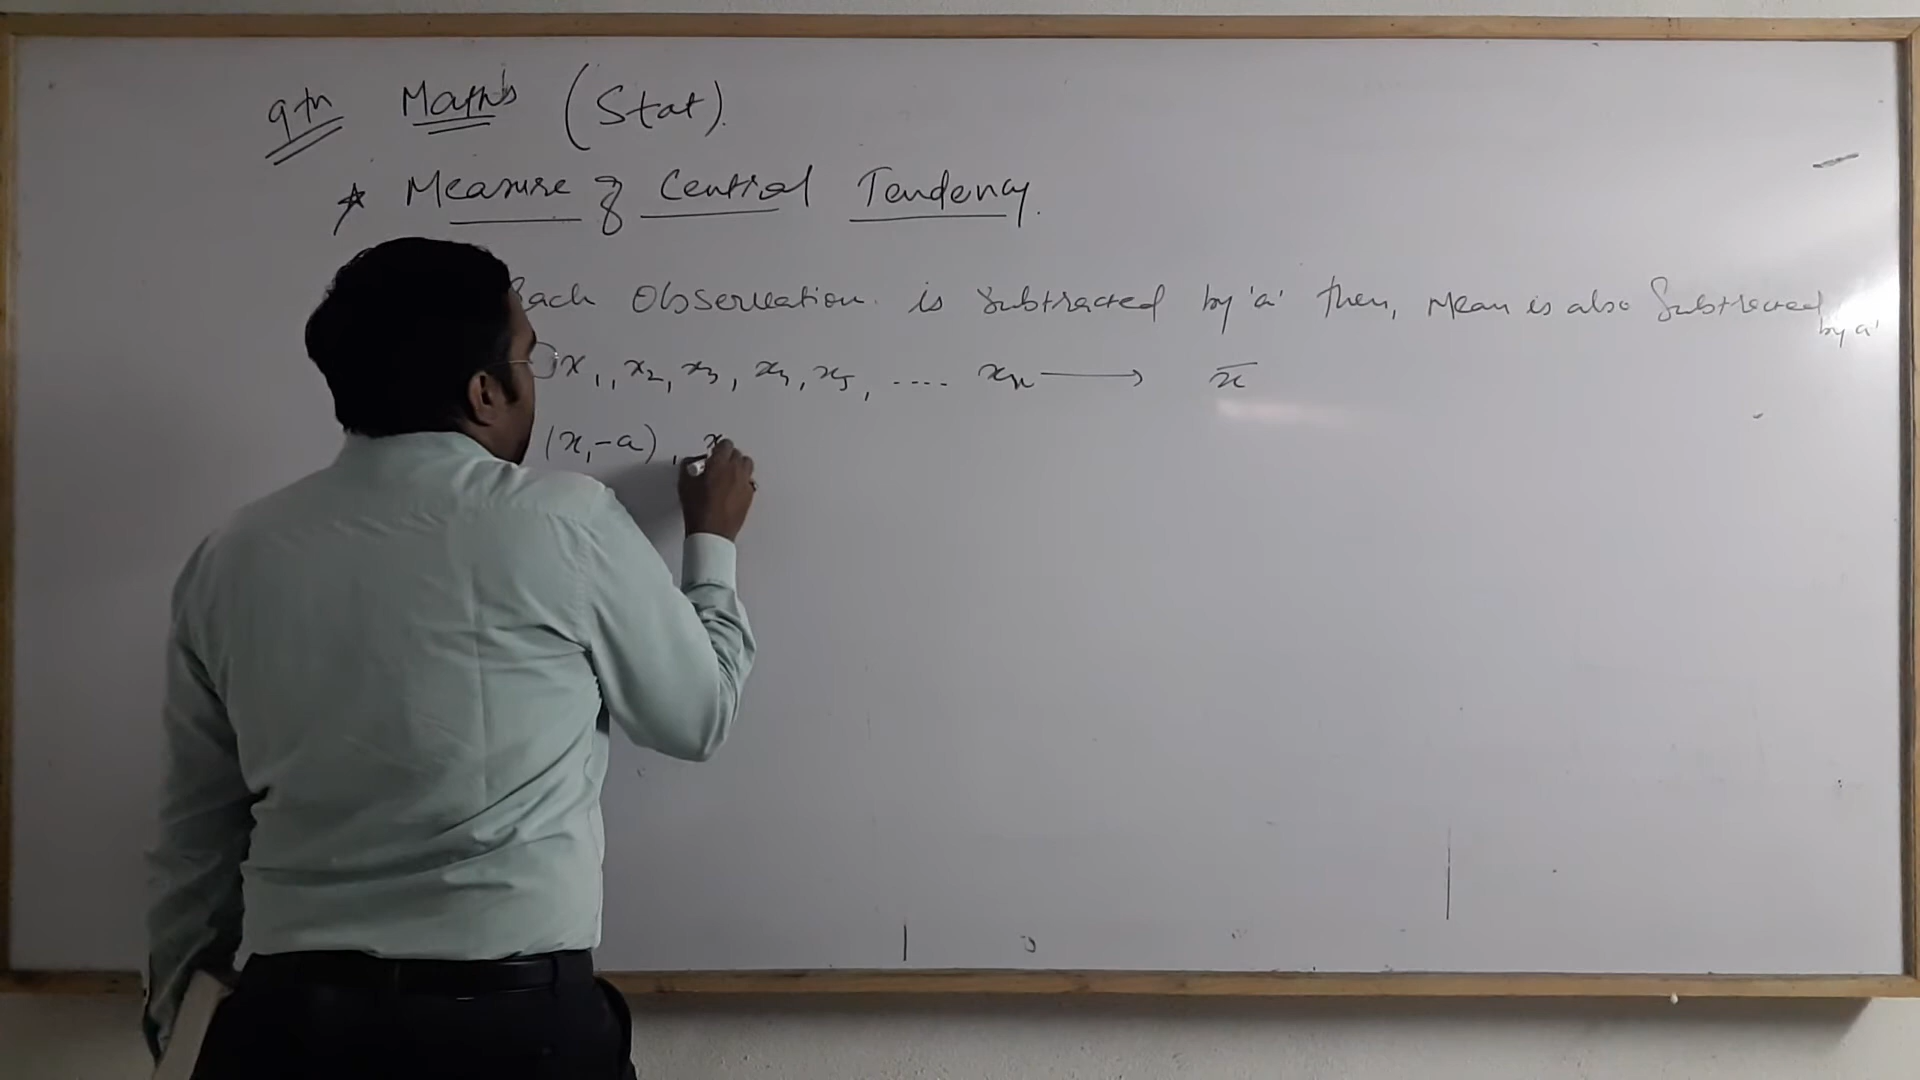 9th Maths (Stat).
* Measure of Central Tendency.
Each Observation is Subtracted by 'a' then, Mean is also Subtracted by 'a'
x₁, x₂, x₃, x₄, x₅, .... xₙ ⟶ x̄
(x₁-a), x